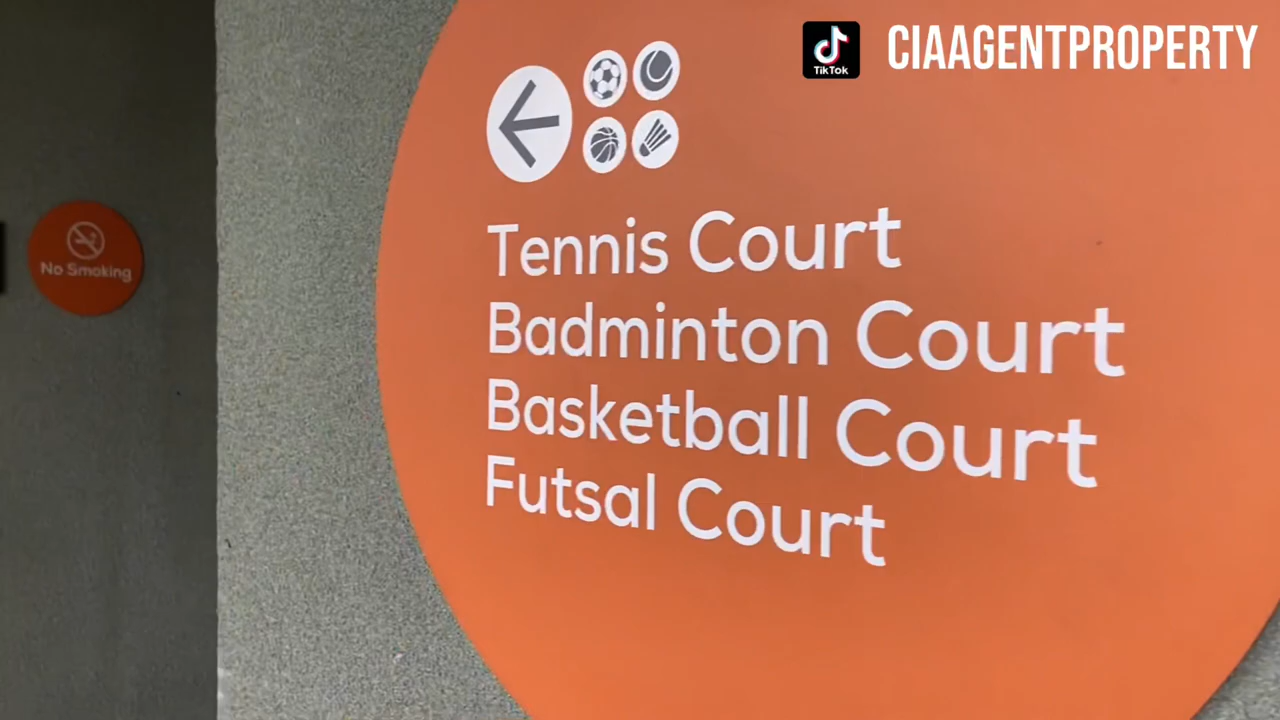 TikTok
CIAAGENTPROPERTY
No Smoking
Tennis Court
Badminton Court
Basketball Court
Futsal Court